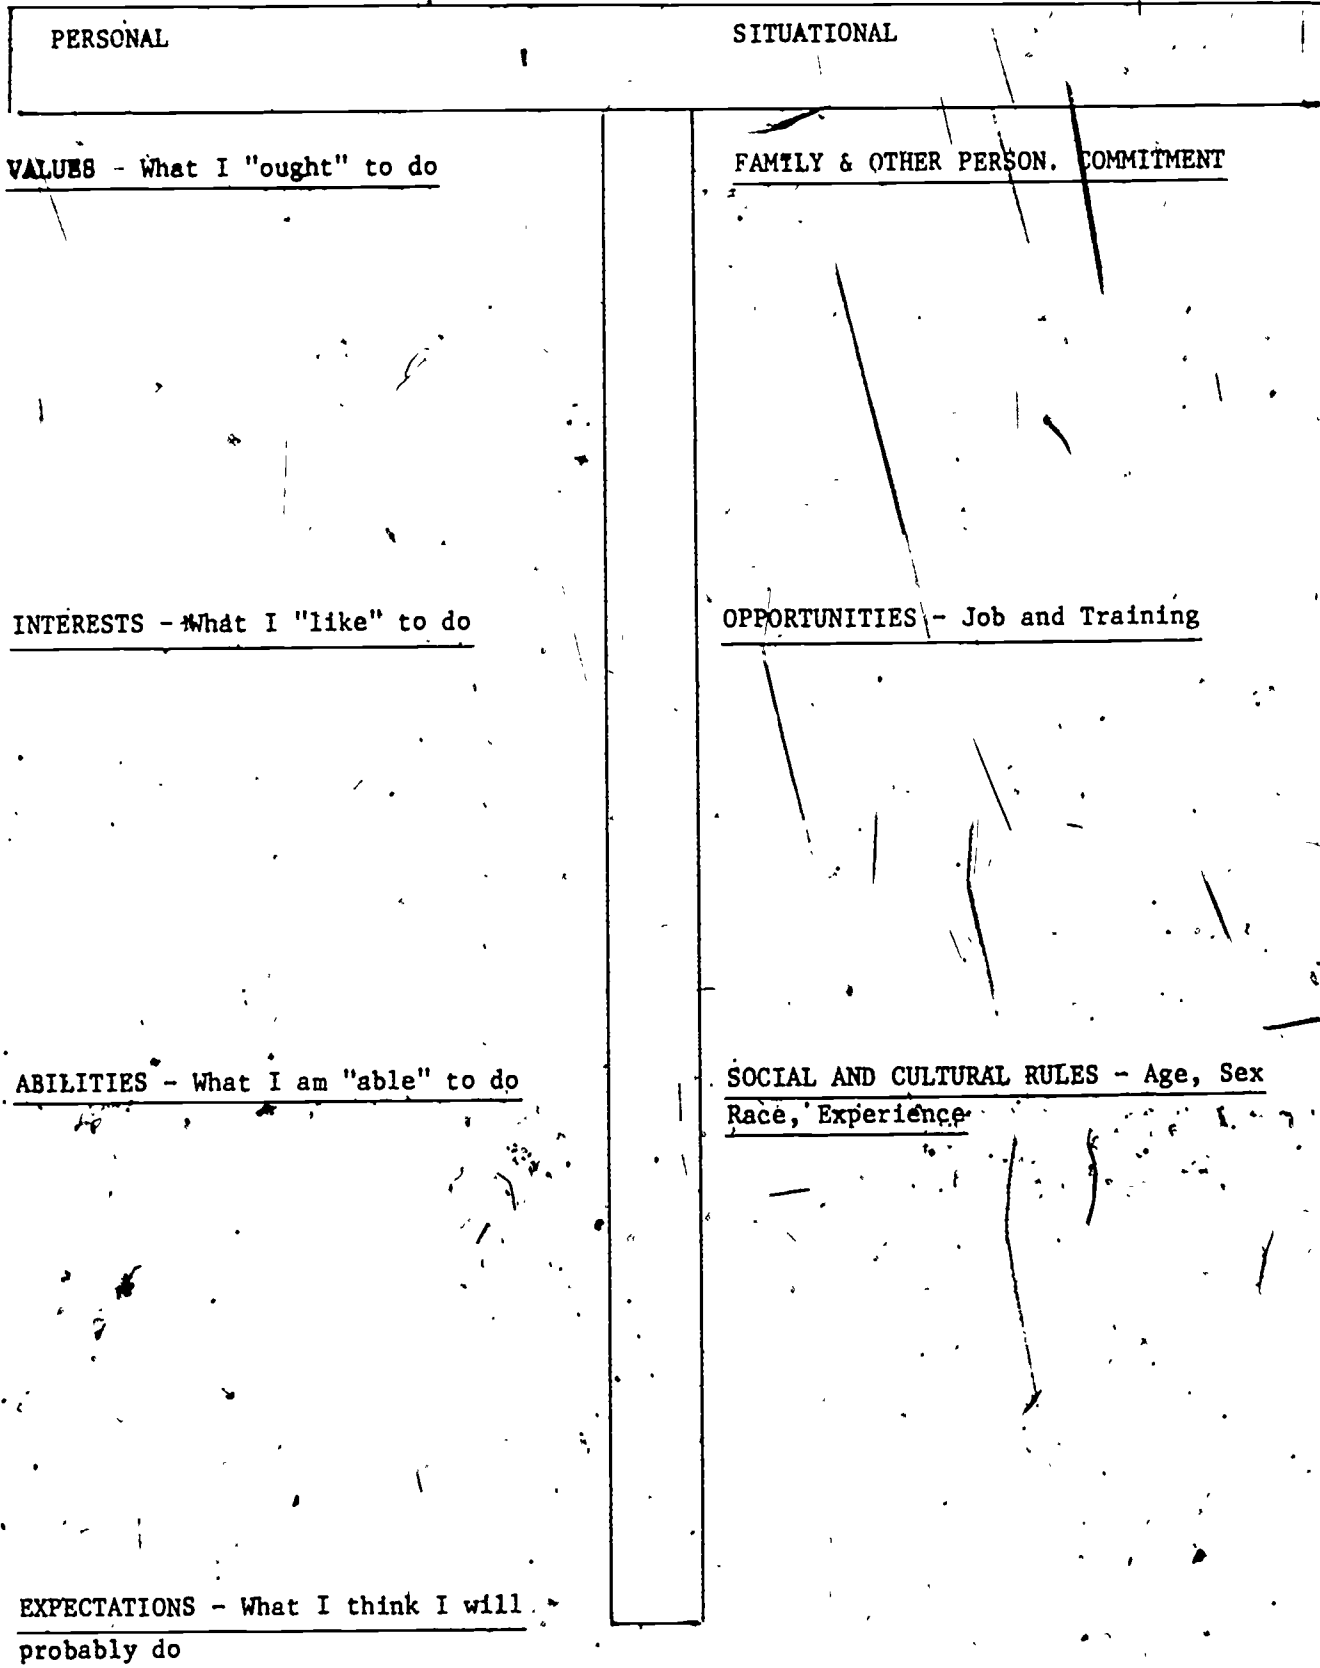 PERSONAL
SITUATIONAL
VALUES - What I "ought" to do
FAMILY & OTHER PERSON. COMMITMENT
INTERESTS - What I "like" to do
OPPORTUNITIES - Job and Training
ABILITIES - What I am "able" to do
SOCIAL AND CULTURAL RULES - Age, Sex
Race, Experience
EXPECTATIONS - What I think I will
probably do